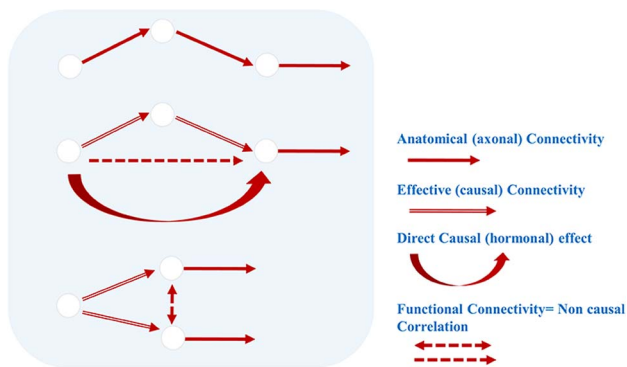 Anatomical (axonal) Connectivity
Effective (causal) Connectivity
Direct Causal (hormonal) effect
Functional Connectivity= Non causal
Correlation